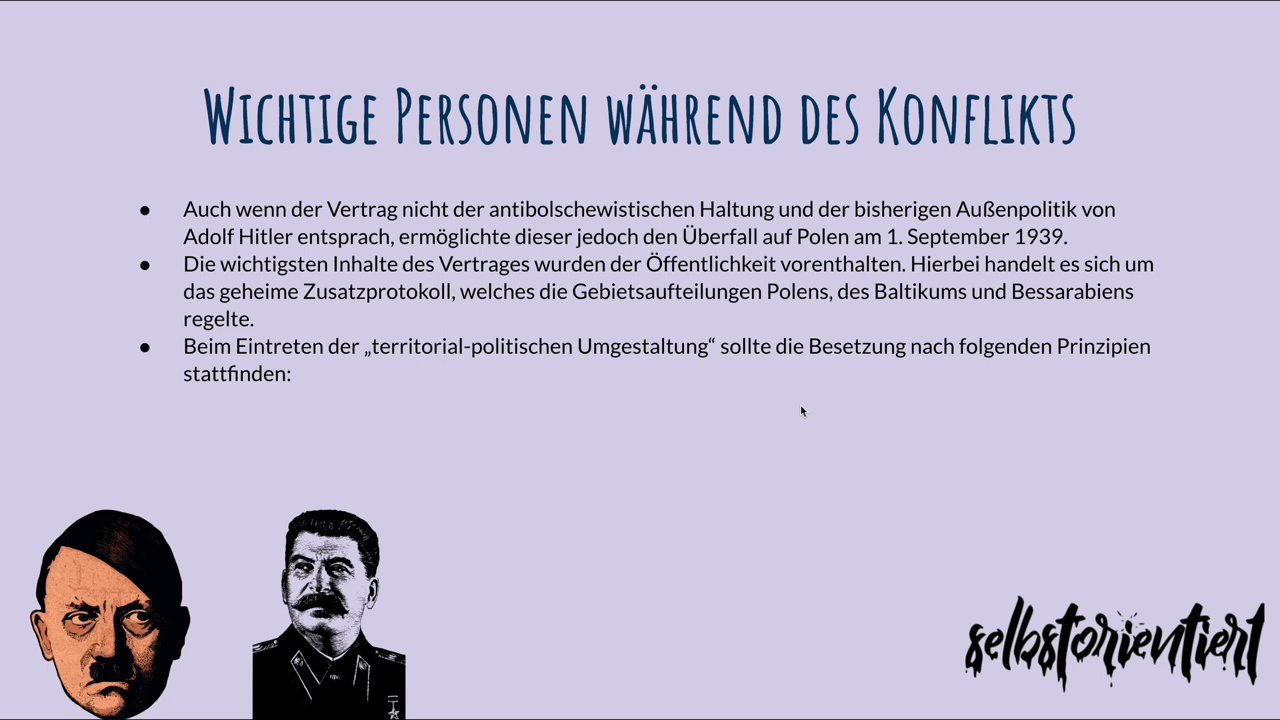 Wichtige Personen während des Konflikts
● Auch wenn der Vertrag nicht der antibolschewistischen Haltung und der bisherigen Außenpolitik von
Adolf Hitler entsprach, ermöglichte dieser jedoch den Überfall auf Polen am 1. September 1939.
● Die wichtigsten Inhalte des Vertrages wurden der Öffentlichkeit vorenthalten. Hierbei handelt es sich um
das geheime Zusatzprotokoll, welches die Gebietsaufteilungen Polens, des Baltikums und Bessarabiens
regelte.
● Beim Eintreten der „territorial-politischen Umgestaltung“ sollte die Besetzung nach folgenden Prinzipien
stattfinden:
selbstorientiert